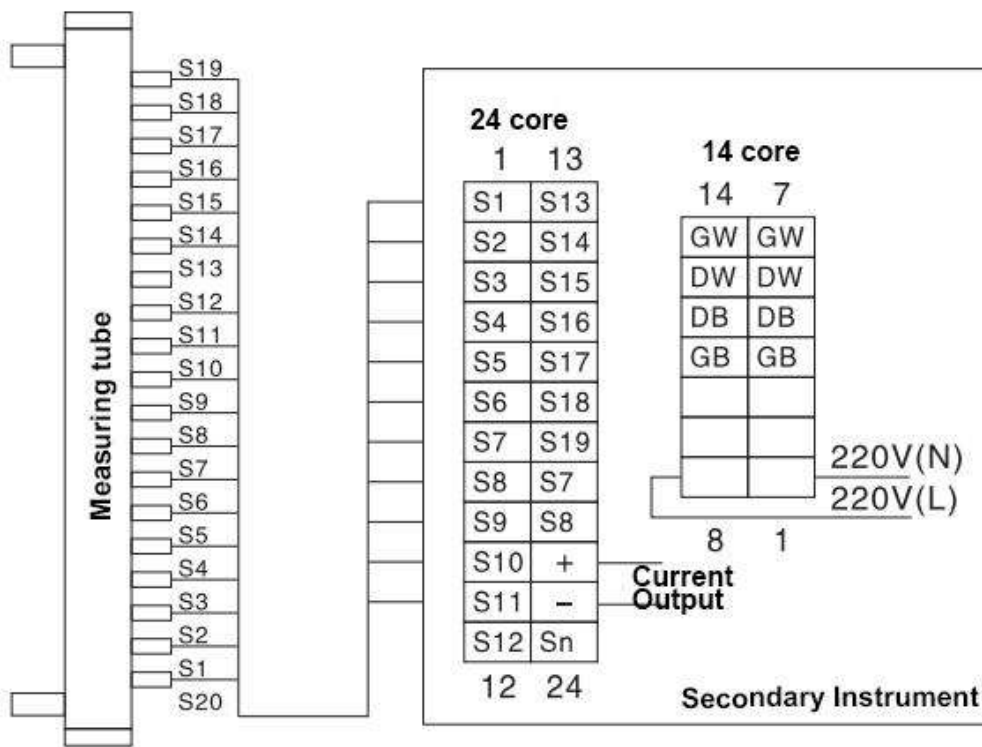 Measuring tube
S19
S18
S17
S16
S15
S14
S13
S12
S11
S10
S9
S8
S7
S6
S5
S4
S3
S2
S1
S20
24 core
1 13
S1 S13
S2 S14
S3 S15
S4 S16
S5 S17
S6 S18
S7 S19
S8 S7
S9 S8
S10 +
S11 –
S12 Sn
12 24
Current
Output
14 core
14 7
GW GW
DW DW
DB DB
GB GB
220V(N)
220V(L)
8 1
Secondary Instrument